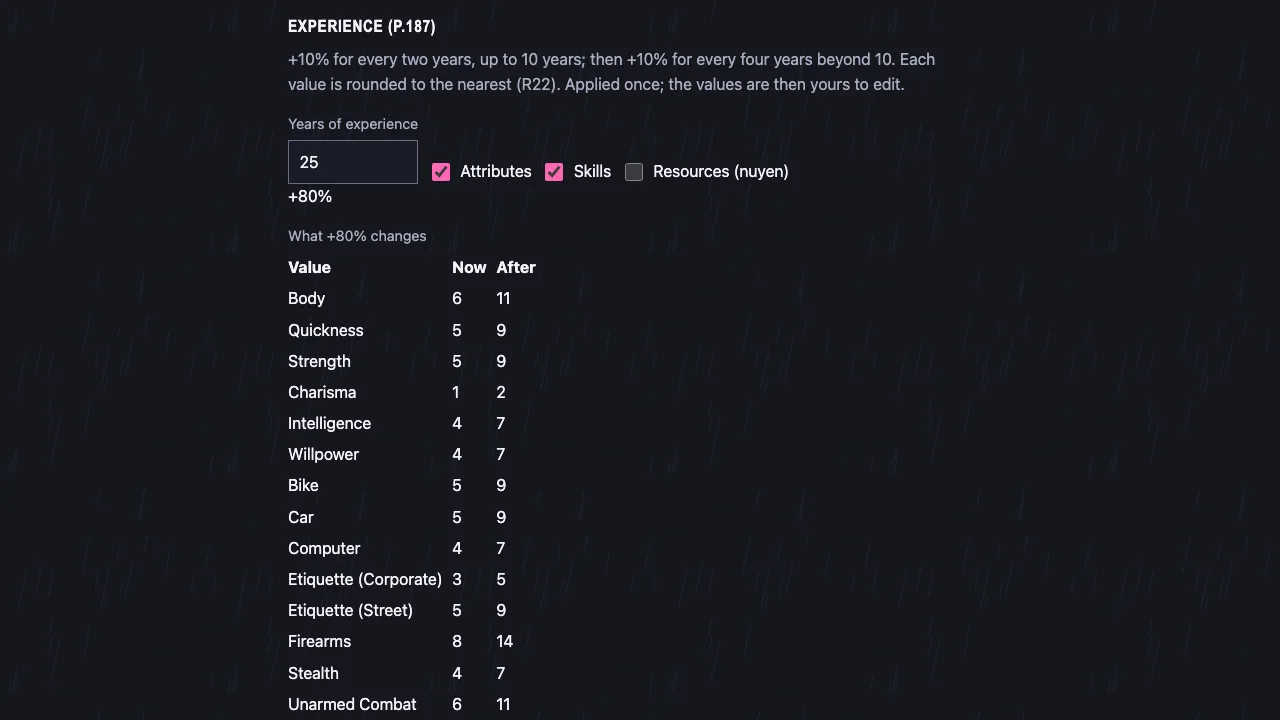 EXPERIENCE (P.187)
+10% for every two years, up to 10 years; then +10% for every four years beyond 10. Each
value is rounded to the nearest (R22). Applied once; the values are then yours to edit.
Years of experience
25
Attributes Skills Resources (nuyen)
+80%
What +80% changes
Value Now After
Body 6 11
Quickness 5 9
Strength 5 9
Charisma 1 2
Intelligence 4 7
Willpower 4 7
Bike 5 9
Car 5 9
Computer 4 7
Etiquette (Corporate) 3 5
Etiquette (Street) 5 9
Firearms 8 14
Stealth 4 7
Unarmed Combat 6 11